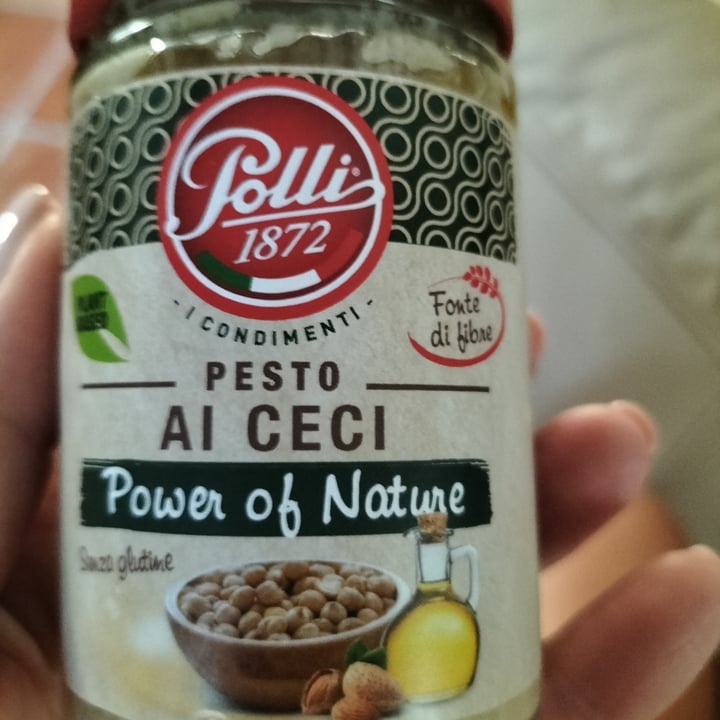 Polli
1872
- I CONDIMENTI -
PLANT
BASED
Fonte
di fibre
PESTO
AI CECI
Power of Nature
Senza glutine